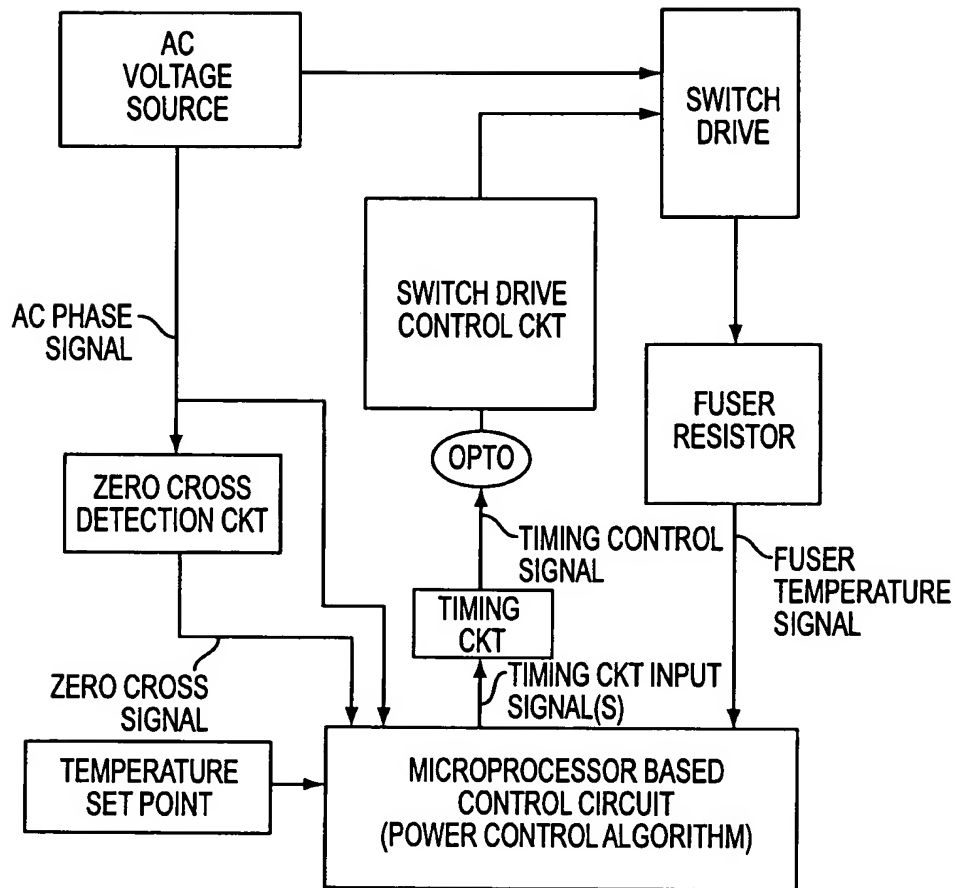 AC
VOLTAGE
SOURCE
SWITCH
DRIVE
SWITCH DRIVE
CONTROL CKT
AC PHASE
SIGNAL
FUSER
RESISTOR
OPTO
ZERO CROSS
DETECTION CKT
TIMING CONTROL
SIGNAL
FUSER
TEMPERATURE
SIGNAL
TIMING
CKT
ZERO CROSS
SIGNAL
TIMING CKT INPUT
SIGNAL(S)
TEMPERATURE
SET POINT
MICROPROCESSOR BASED
CONTROL CIRCUIT
(POWER CONTROL ALGORITHM)